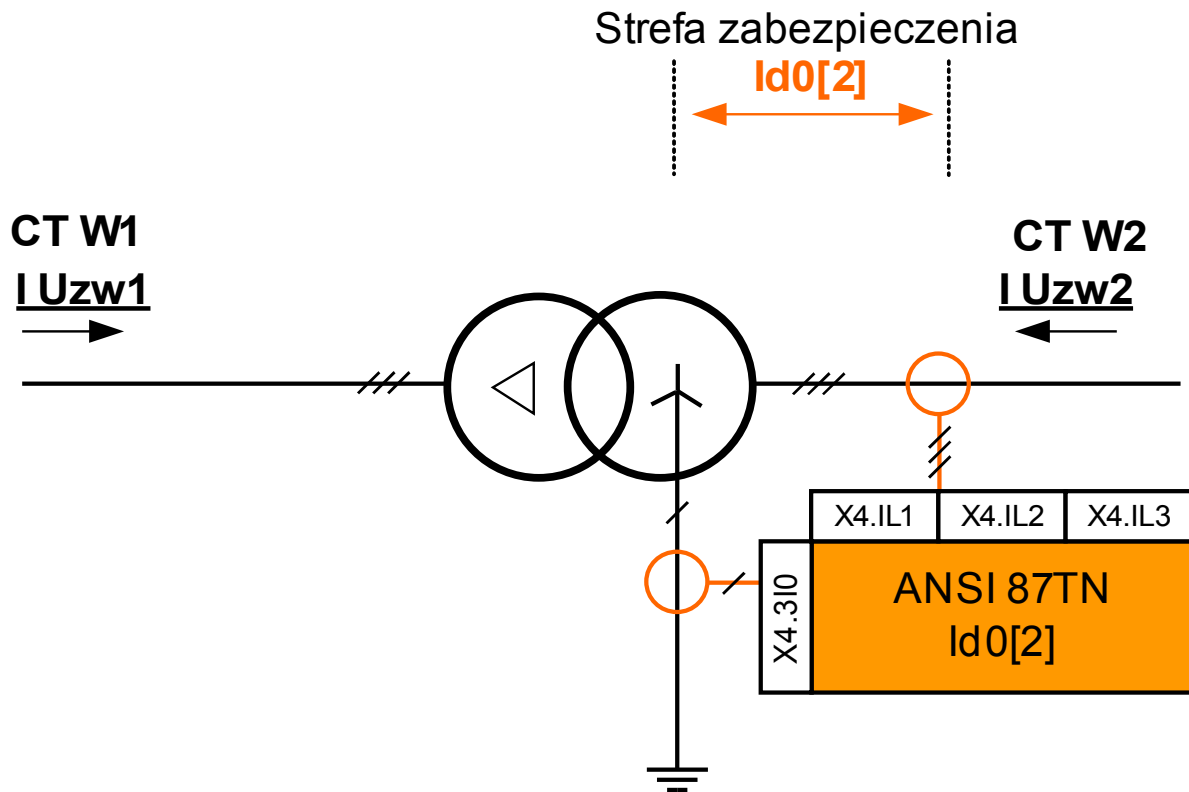 Strefa zabezpieczenia
Id0[2]
CT W1
I Uzw1
CT W2
I Uzw2
X4.IL1
X4.IL2
X4.IL3
X4.3I0
ANSI 87TN
Id0[2]